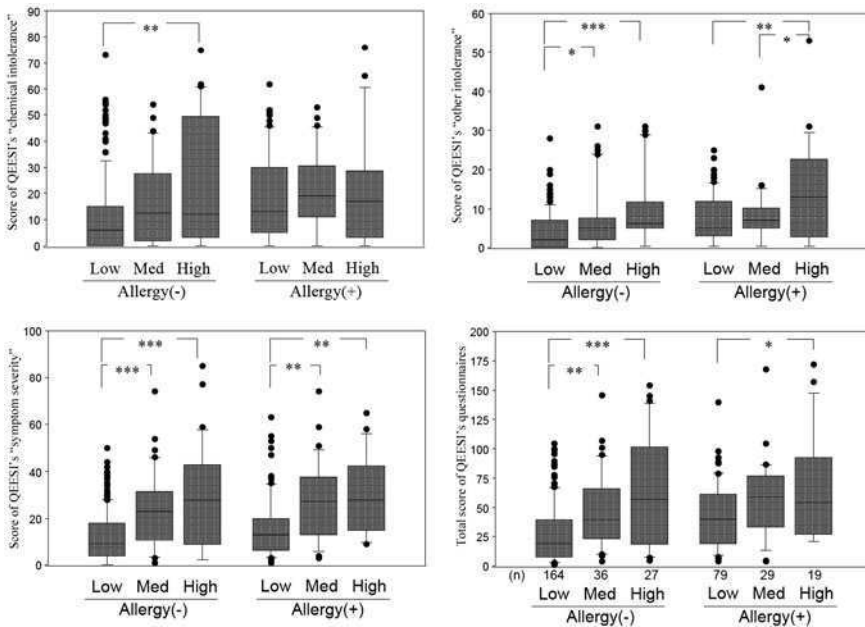 Score of QEESI's "chemical intolerance"
80
70
60
50
40
30
20
10
0
**
Low Med High Low Med High
Allergy(-) Allergy(+)
Score of QEESI's "other intolerance"
60
50
40
30
20
10
0
*** **
* *
Low Med High Low Med High
Allergy(-) Allergy(+)
Score of QEESI's "symptom severity"
100
80
60
40
20
0
*** **
*** **
Low Med High Low Med High
Allergy(-) Allergy(+)
Total score of QEESI's questionnaires
200
175
150
125
100
75
50
25
0
*** *
**
(n) 164 36 27 79 29 19
Low Med High Low Med High
Allergy(-) Allergy(+)